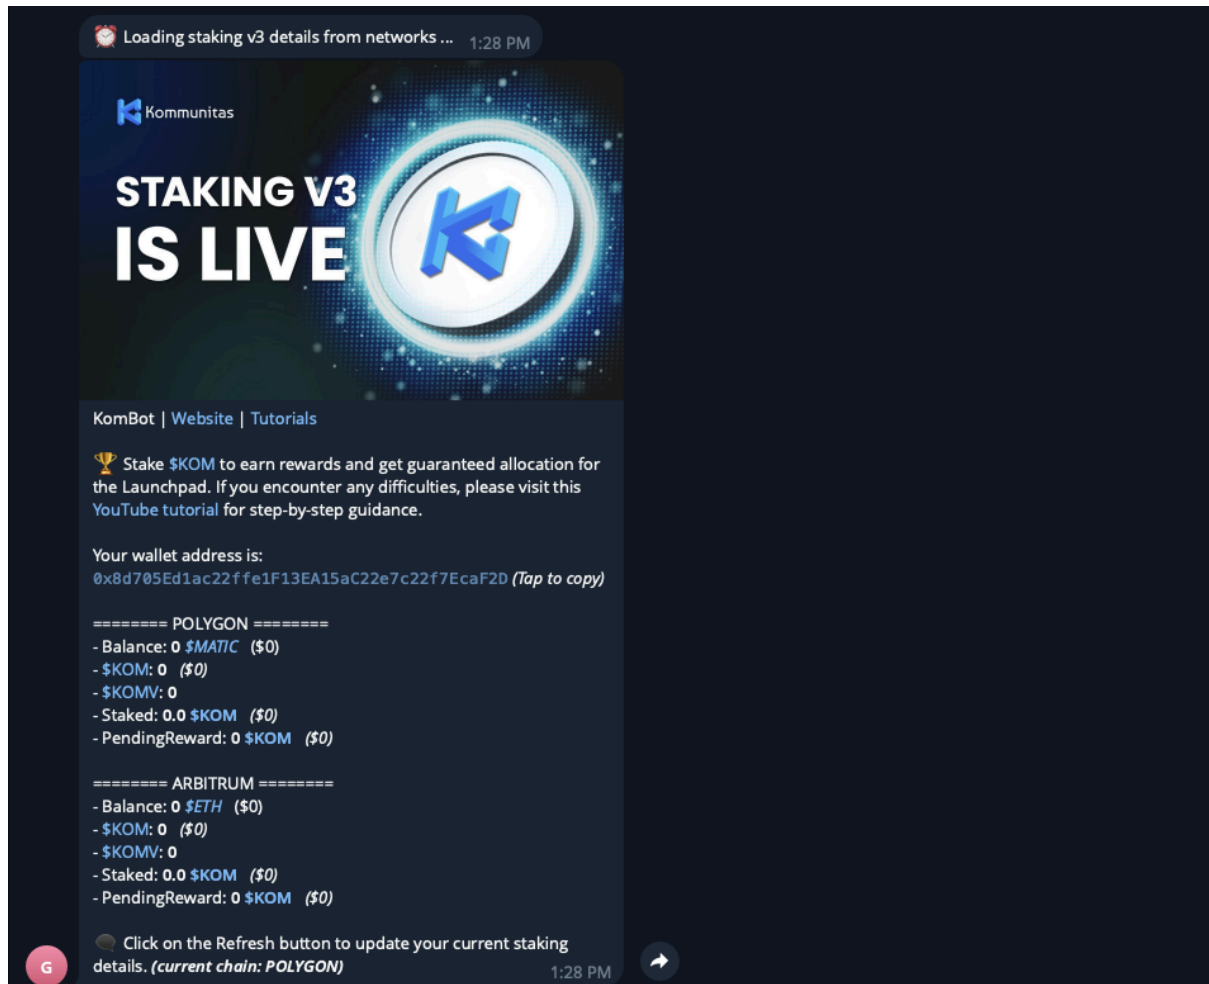 ⏰ Loading staking v3 details from networks ... 1:28 PM
Kommunitas
STAKING V3
IS LIVE
KomBot | Website | Tutorials
🏆 Stake $KOM to earn rewards and get guaranteed allocation for
the Launchpad. If you encounter any difficulties, please visit this
YouTube tutorial for step-by-step guidance.
Your wallet address is:
0x8d705Ed1ac22ffe1F13EA15aC22e7c22f7EcaF2D (Tap to copy)
======== POLYGON ========
- Balance: 0 $MATIC ($0)
- $KOM: 0 ($0)
- $KOMV: 0
- Staked: 0.0 $KOM ($0)
- PendingReward: 0 $KOM ($0)
======== ARBITRUM ========
- Balance: 0 $ETH ($0)
- $KOM: 0 ($0)
- $KOMV: 0
- Staked: 0.0 $KOM ($0)
- PendingReward: 0 $KOM ($0)
🗨 Click on the Refresh button to update your current staking
details. (current chain: POLYGON) 1:28 PM
G